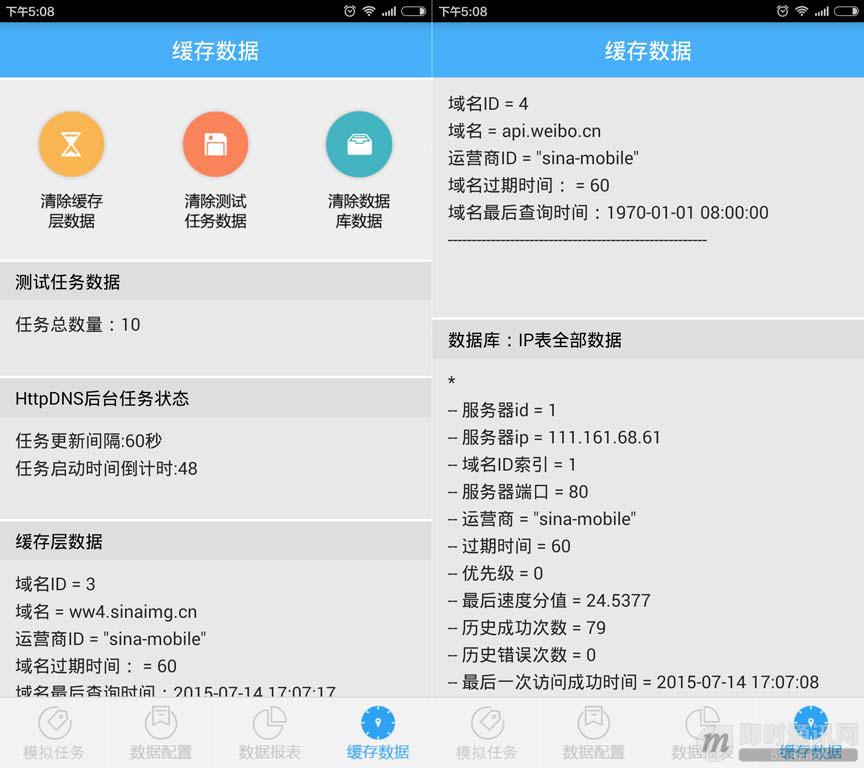 下午5:08
缓存数据
清除缓存
层数据
清除测试
任务数据
清除数据
库数据
测试任务数据
任务总数量：10
HttpDNS后台任务状态
任务更新间隔:60秒
任务启动时间倒计时:48
缓存层数据
域名ID = 3
域名 = ww4.sinaimg.cn
运营商ID = "sina-mobile"
域名过期时间： = 60
域名最后查询时间：2015-07-14 17:07:17
模拟任务
数据配置
数据报表
缓存数据
下午5:08
缓存数据
域名ID = 4
域名 = api.weibo.cn
运营商ID = "sina-mobile"
域名过期时间： = 60
域名最后查询时间：1970-01-01 08:00:00
------------------------------------------------------
数据库：IP表全部数据
*
-- 服务器id = 1
-- 服务器ip = 111.161.68.61
-- 域名ID索引 = 1
-- 服务器端口 = 80
-- 运营商 = "sina-mobile"
-- 过期时间 = 60
-- 优先级 = 0
-- 最后速度分值 = 24.5377
-- 历史成功次数 = 79
-- 历史错误次数 = 0
-- 最后一次访问成功时间 = 2015-07-14 17:07:08
模拟任务
数据配置
数据报表
缓存数据
即时通讯网